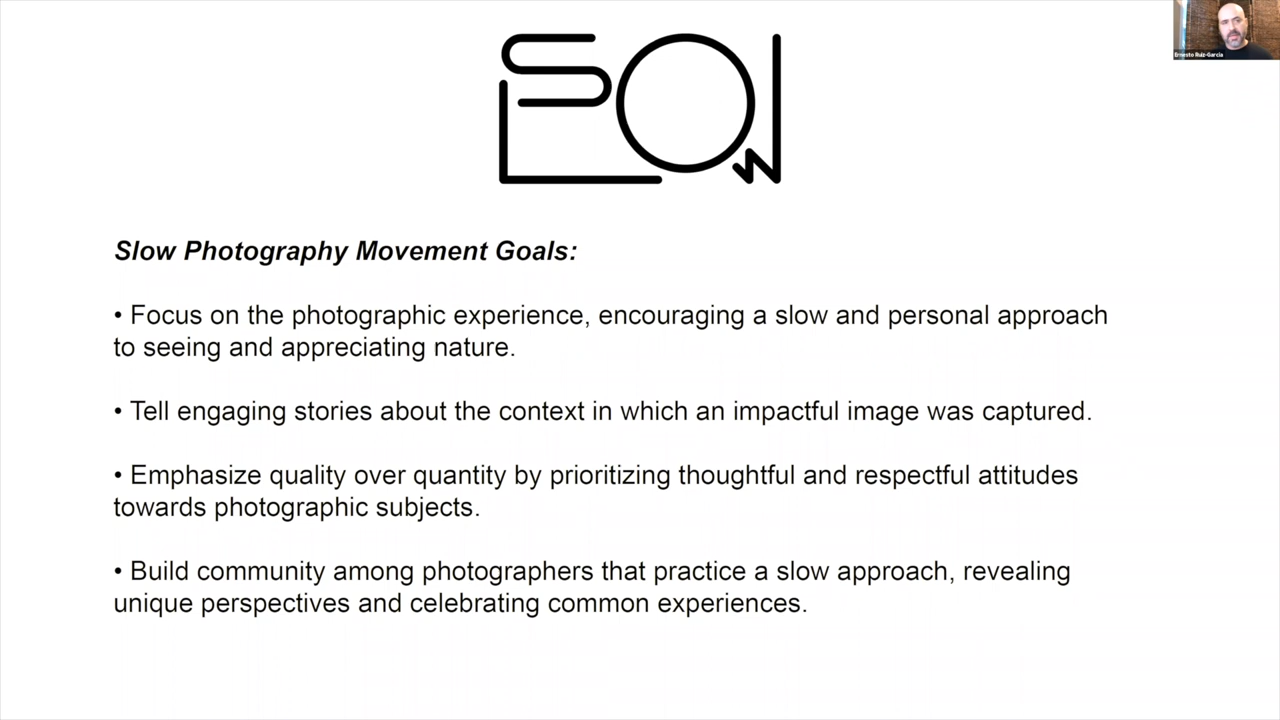 Ernesto Ruiz-Garcia
Slow Photography Movement Goals:
• Focus on the photographic experience, encouraging a slow and personal approach
to seeing and appreciating nature.
• Tell engaging stories about the context in which an impactful image was captured.
• Emphasize quality over quantity by prioritizing thoughtful and respectful attitudes
towards photographic subjects.
• Build community among photographers that practice a slow approach, revealing
unique perspectives and celebrating common experiences.